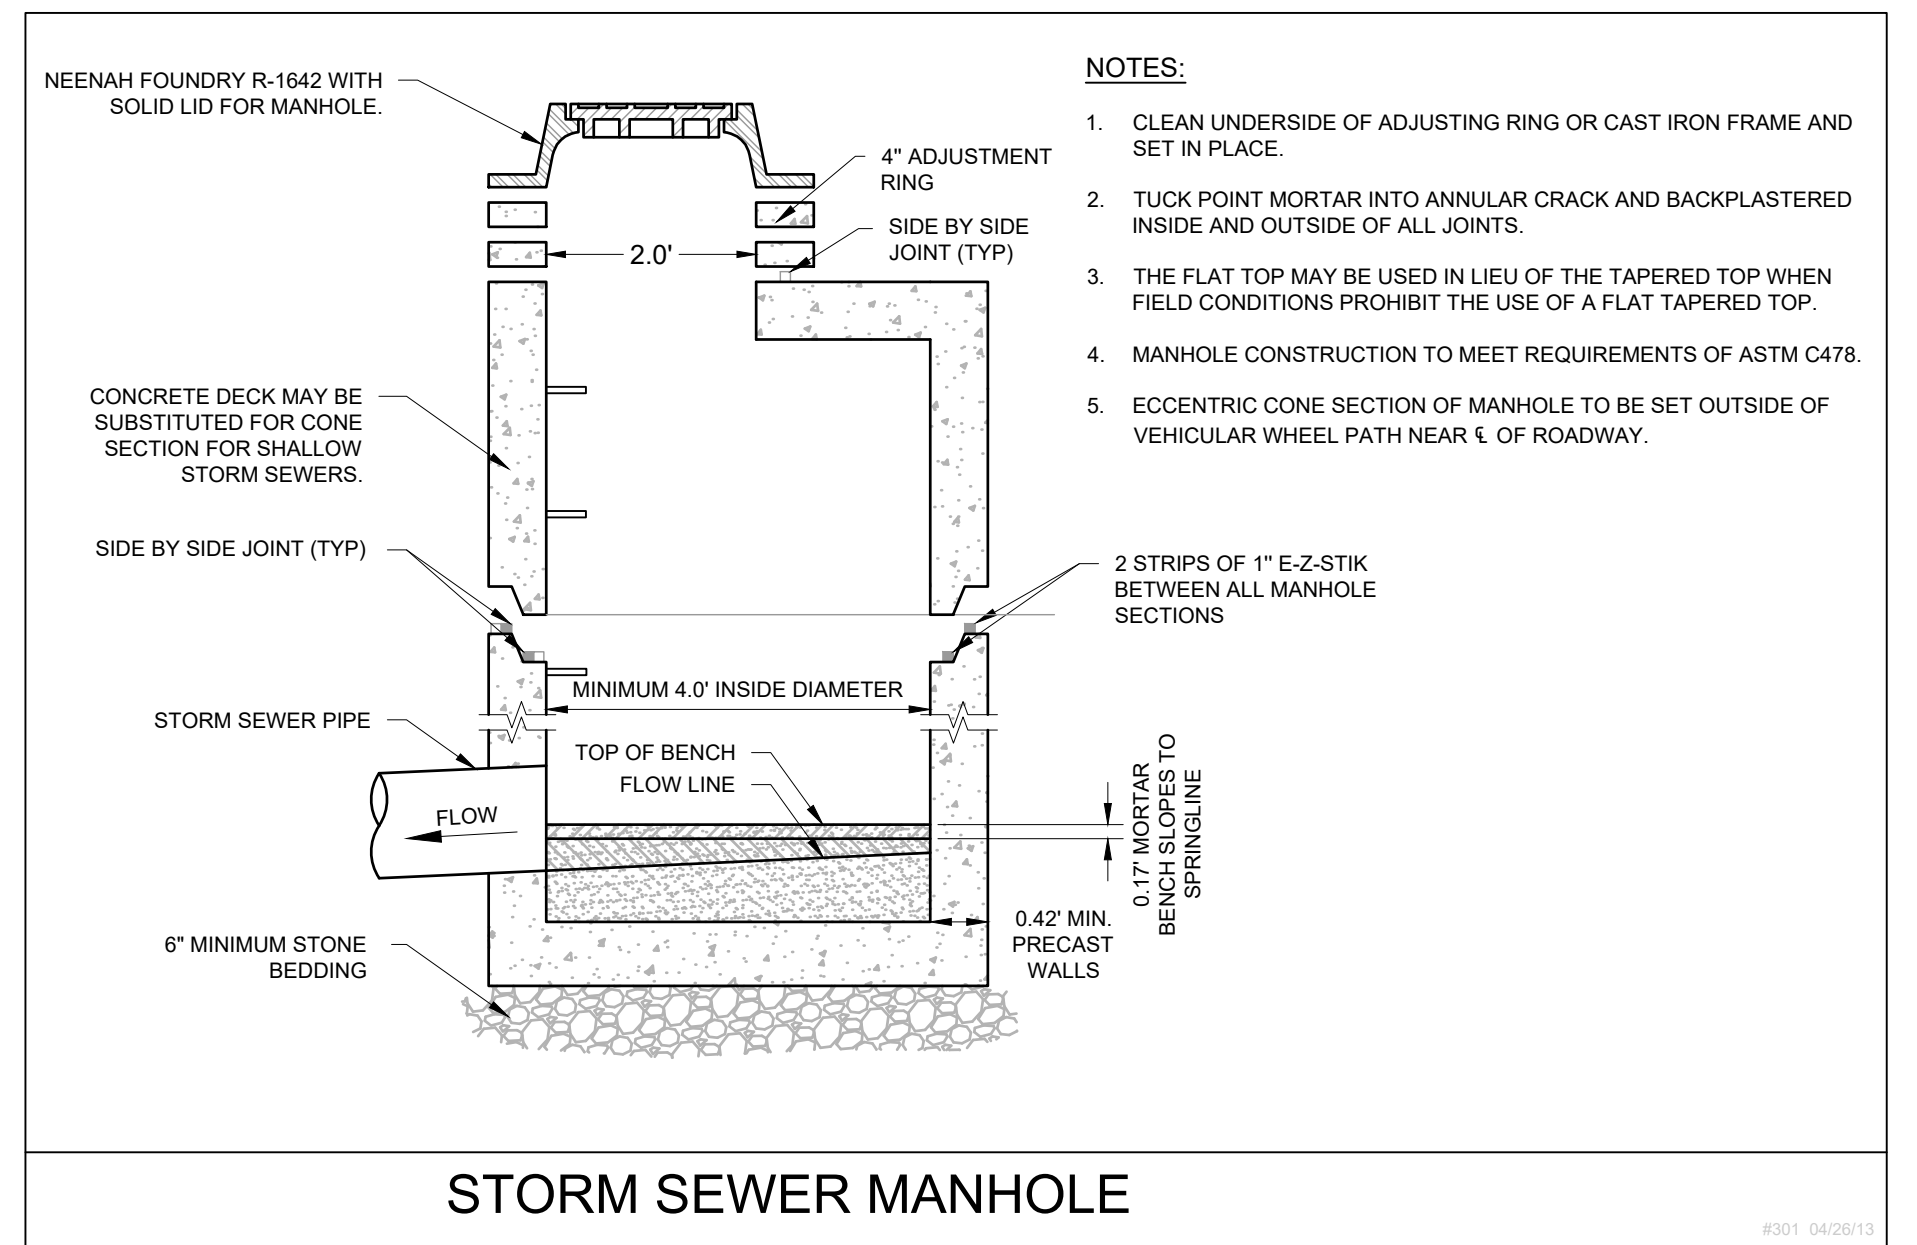 NEENAH FOUNDRY R-1642 WITH
SOLID LID FOR MANHOLE.
4" ADJUSTMENT
RING
SIDE BY SIDE
JOINT (TYP)
2.0'
CONCRETE DECK MAY BE
SUBSTITUTED FOR CONE
SECTION FOR SHALLOW
STORM SEWERS.
SIDE BY SIDE JOINT (TYP)
2 STRIPS OF 1" E-Z-STIK
BETWEEN ALL MANHOLE
SECTIONS
MINIMUM 4.0' INSIDE DIAMETER
STORM SEWER PIPE
TOP OF BENCH
FLOW LINE
FLOW
0.17' MORTAR
BENCH SLOPES TO
SPRINGLINE
0.42' MIN.
PRECAST
WALLS
6" MINIMUM STONE
BEDDING
NOTES:
1. CLEAN UNDERSIDE OF ADJUSTING RING OR CAST IRON FRAME AND
SET IN PLACE.
2. TUCK POINT MORTAR INTO ANNULAR CRACK AND BACKPLASTERED
INSIDE AND OUTSIDE OF ALL JOINTS.
3. THE FLAT TOP MAY BE USED IN LIEU OF THE TAPERED TOP WHEN
FIELD CONDITIONS PROHIBIT THE USE OF A FLAT TAPERED TOP.
4. MANHOLE CONSTRUCTION TO MEET REQUIREMENTS OF ASTM C478.
5. ECCENTRIC CONE SECTION OF MANHOLE TO BE SET OUTSIDE OF
VEHICULAR WHEEL PATH NEAR ℄ OF ROADWAY.
STORM SEWER MANHOLE
#301 04/26/13